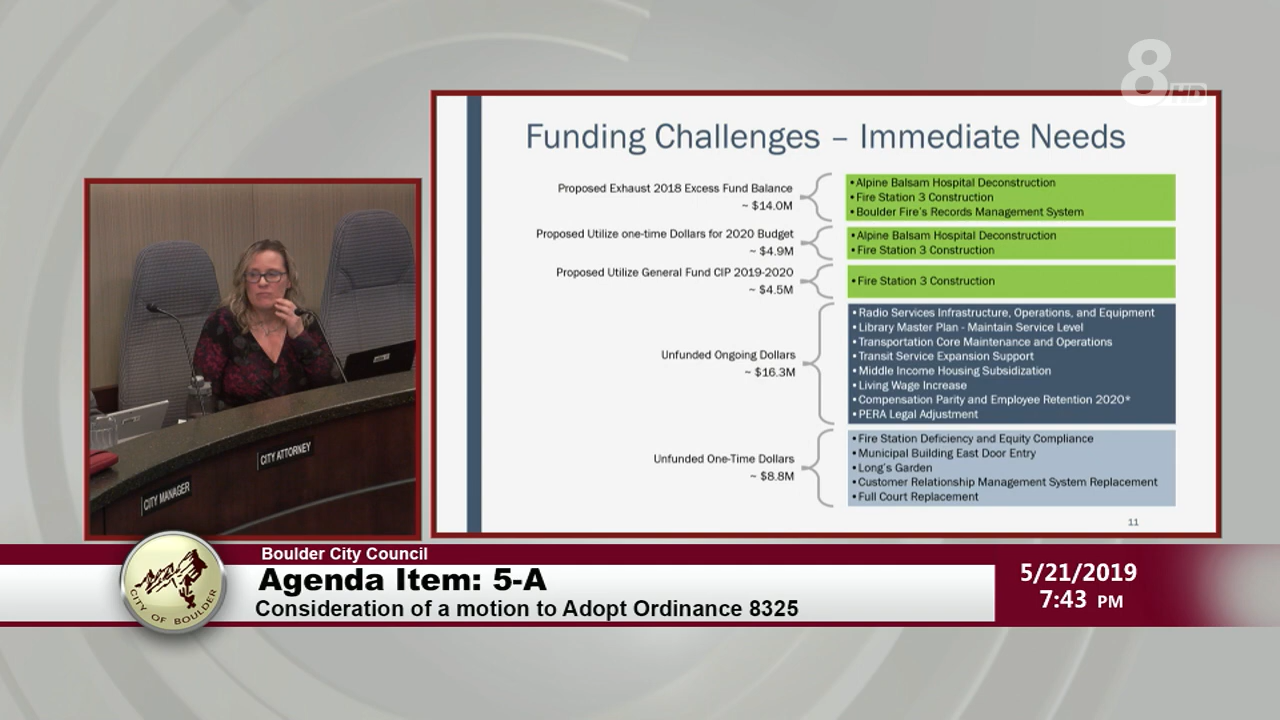 8
HD
Funding Challenges – Immediate Needs
Proposed Exhaust 2018 Excess Fund Balance
~ $14.0M
•Alpine Balsam Hospital Deconstruction
•Fire Station 3 Construction
•Boulder Fire's Records Management System
Proposed Utilize one-time Dollars for 2020 Budget
~ $4.9M
•Alpine Balsam Hospital Deconstruction
•Fire Station 3 Construction
Proposed Utilize General Fund CIP 2019-2020
~ $4.5M
•Fire Station 3 Construction
Unfunded Ongoing Dollars
~ $16.3M
•Radio Services Infrastructure, Operations, and Equipment
•Library Master Plan - Maintain Service Level
•Transportation Core Maintenance and Operations
•Transit Service Expansion Support
•Middle Income Housing Subsidization
•Living Wage Increase
•Compensation Parity and Employee Retention 2020*
•PERA Legal Adjustment
Unfunded One-Time Dollars
~ $8.8M
•Fire Station Deficiency and Equity Compliance
•Municipal Building East Door Entry
•Long's Garden
•Customer Relationship Management System Replacement
•Full Court Replacement
11
CITY ATTORNEY
CITY MANAGER
Boulder City Council
Agenda Item: 5-A
Consideration of a motion to Adopt Ordinance 8325
5/21/2019
7:43 PM
CITY OF BOULDER